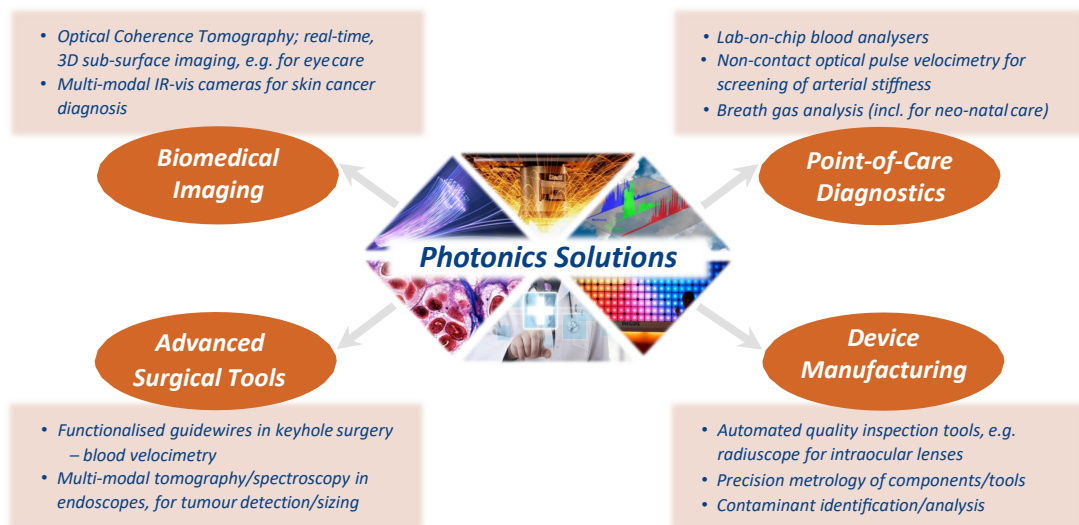 • Optical Coherence Tomography; real-time,
3D sub-surface imaging, e.g. for eye care
• Multi-modal IR-vis cameras for skin cancer
diagnosis
Biomedical
Imaging
• Lab-on-chip blood analysers
• Non-contact optical pulse velocimetry for
screening of arterial stiffness
• Breath gas analysis (incl. for neo-natal care)
Point-of-Care
Diagnostics
Photonics Solutions
Advanced
Surgical Tools
• Functionalised guidewires in keyhole surgery
– blood velocimetry
• Multi-modal tomography/spectroscopy in
endoscopes, for tumour detection/sizing
Device
Manufacturing
• Automated quality inspection tools, e.g.
radiuscope for intraocular lenses
• Precision metrology of components/tools
• Contaminant identification/analysis